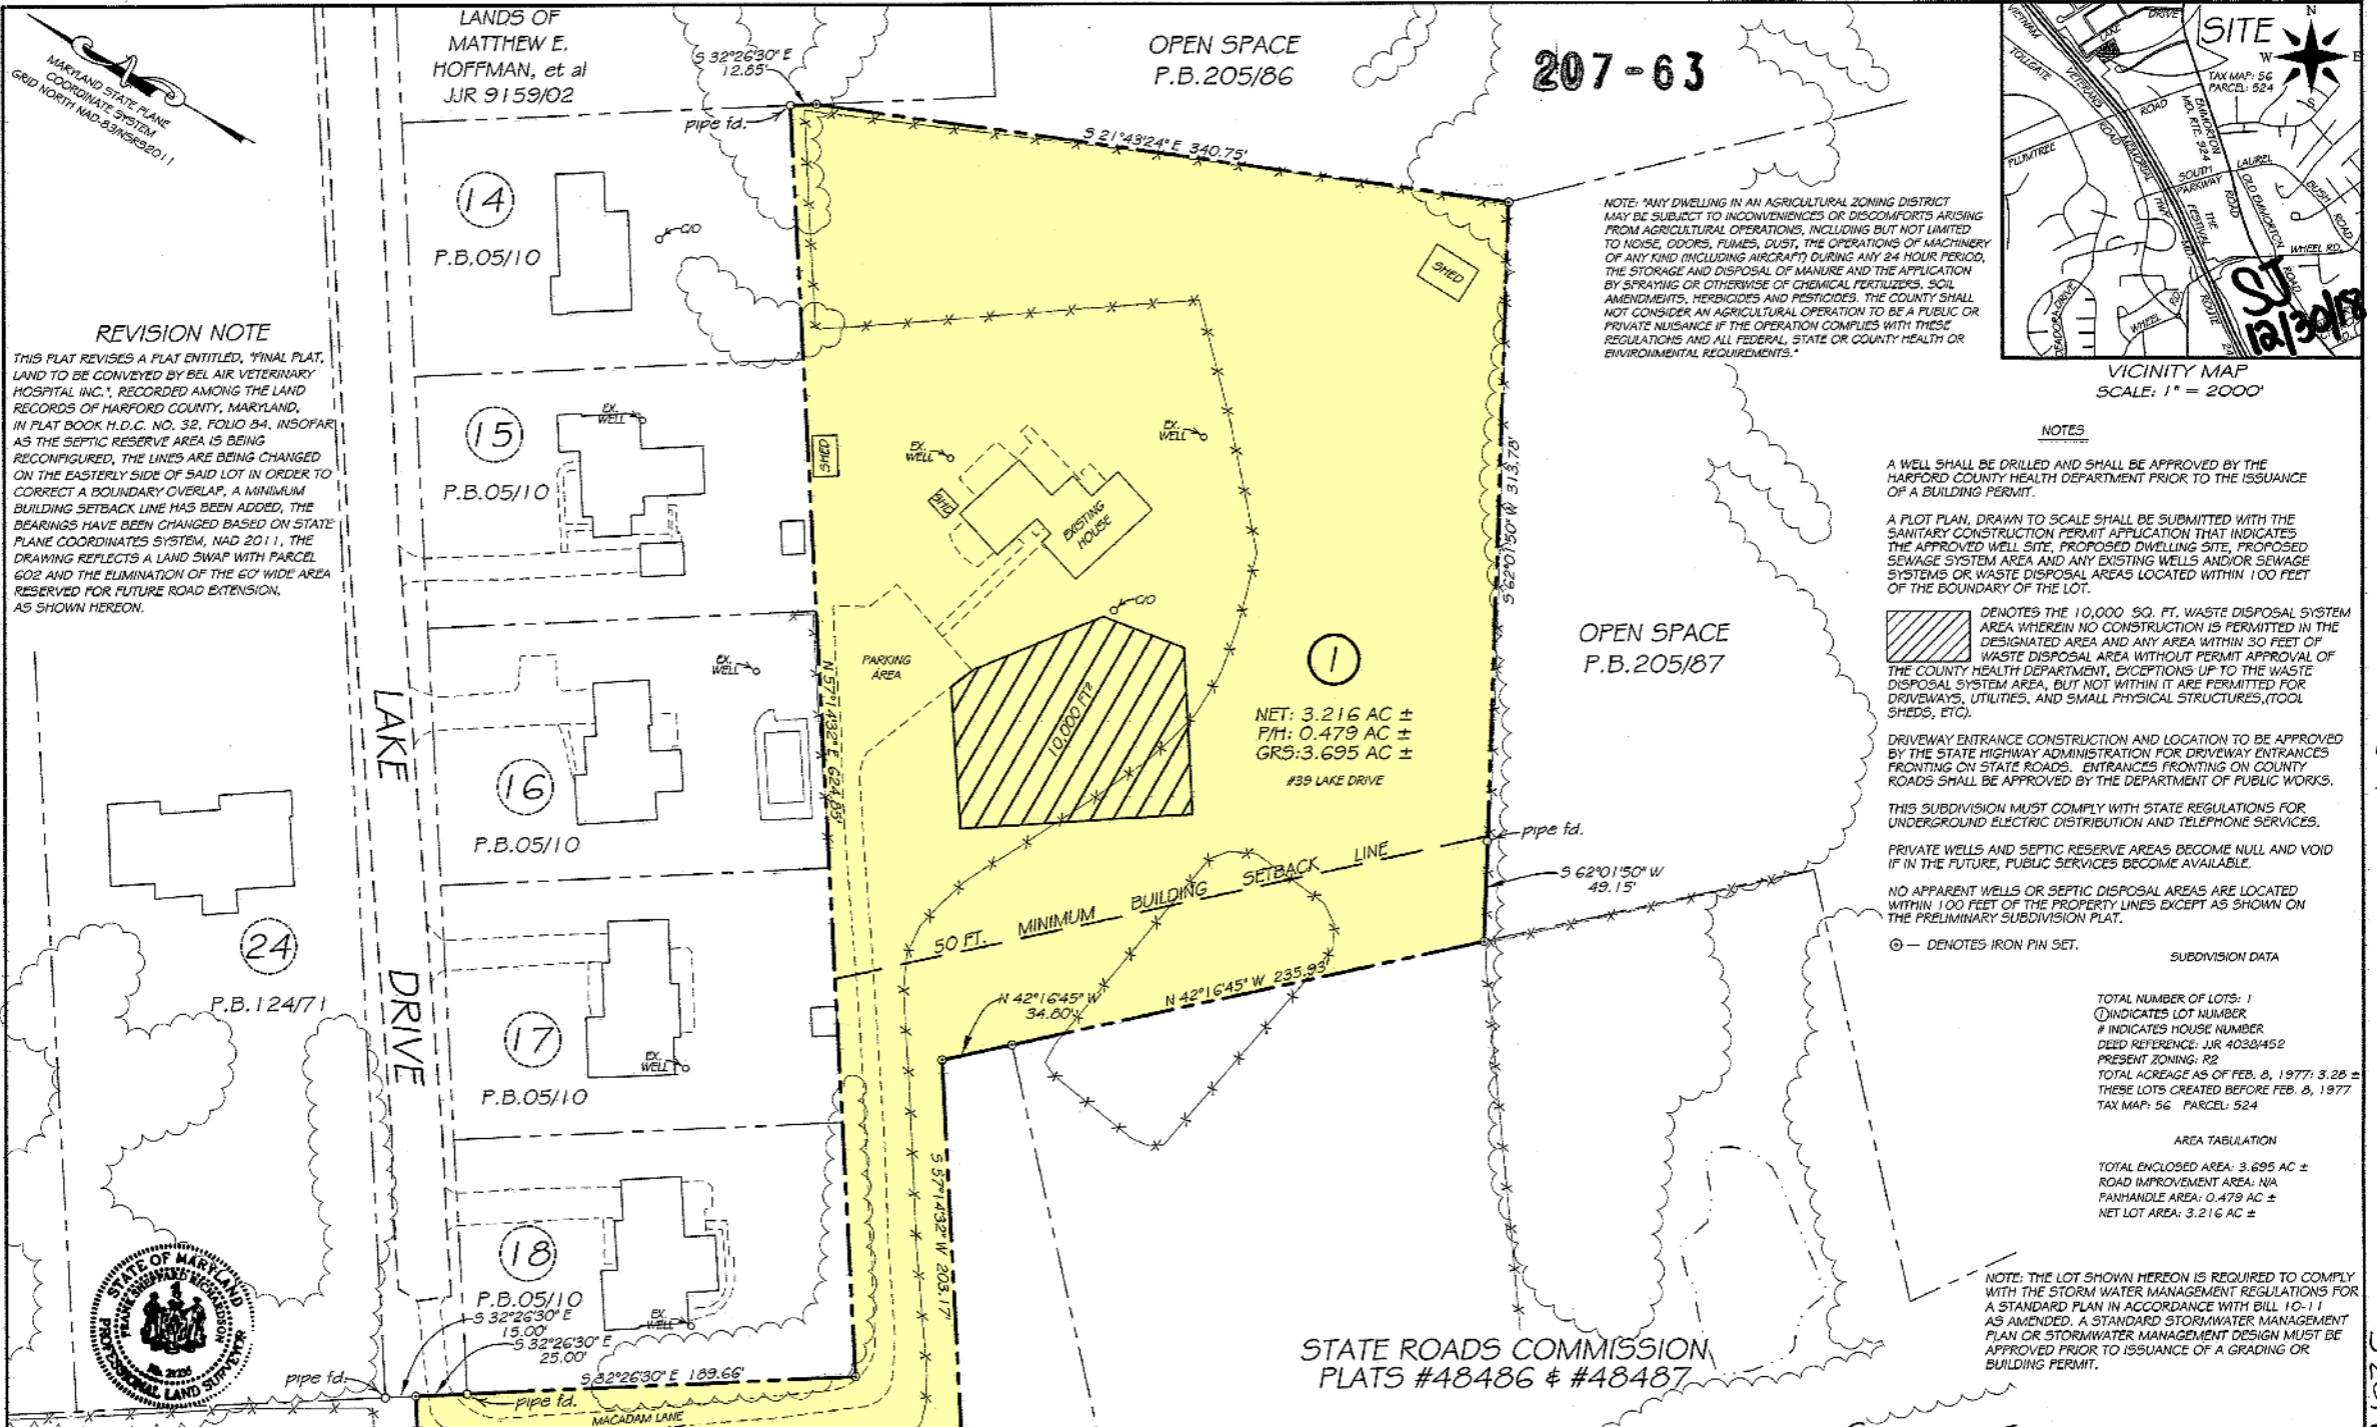 LANDS OF
MATTHEW E.
HOFFMAN, et al
JJR 9159/02
MARYLAND STATE PLANE
COORDINATE SYSTEM
GRID NORTH NAD-83/NSRS2011
S 32°26'30" E
12.85'
pipe fd.
OPEN SPACE
P.B.205/86
207-63
S 21°43'24" E 340.75'
SITE
N
W
E
S
TAX MAP: 56
PARCEL: 524
DRIVE
LAKE
VIETNAM
VETERANS
MEMORIAL
HWY
TOLLGATE
ROAD
ROAD
PLUMTREE
EMMORTON
MD. RTE. 924
ROAD
SOUTH
PARKWAY
LAUREL
BUSH
ROAD
OLD EMMORTON
ROAD
THE
FESTIVAL
WHEEL RD.
WHEEL
RD.
ROUTE
24
SJ
12/30/18
VICINITY MAP
SCALE: 1" = 2000'
14
P.B.05/10
C/O
REVISION NOTE
THIS PLAT REVISES A PLAT ENTITLED, "FINAL PLAT,
LAND TO BE CONVEYED BY BEL AIR VETERINARY
HOSPITAL INC.", RECORDED AMONG THE LAND
RECORDS OF HARFORD COUNTY, MARYLAND,
IN PLAT BOOK H.D.C. NO. 32, FOLIO 84, INSOFAR
AS THE SEPTIC RESERVE AREA IS BEING
RECONFIGURED, THE LINES ARE BEING CHANGED
ON THE EASTERLY SIDE OF SAID LOT IN ORDER TO
CORRECT A BOUNDARY OVERLAP, A MINIMUM
BUILDING SETBACK LINE HAS BEEN ADDED, THE
BEARINGS HAVE BEEN CHANGED BASED ON STATE
PLANE COORDINATES SYSTEM, NAD 2011, THE
DRAWING REFLECTS A LAND SWAP WITH PARCEL
602 AND THE ELIMINATION OF THE 60' WIDE AREA
RESERVED FOR FUTURE ROAD EXTENSION,
AS SHOWN HEREON.
NOTE: "ANY DWELLING IN AN AGRICULTURAL ZONING DISTRICT
MAY BE SUBJECT TO INCONVENIENCES OR DISCOMFORTS ARISING
FROM AGRICULTURAL OPERATIONS, INCLUDING BUT NOT LIMITED
TO NOISE, ODORS, FUMES, DUST, THE OPERATIONS OF MACHINERY
OF ANY KIND (INCLUDING AIRCRAFT) DURING ANY 24 HOUR PERIOD,
THE STORAGE AND DISPOSAL OF MANURE AND THE APPLICATION
BY SPRAYING OR OTHERWISE OF CHEMICAL FERTILIZERS, SOIL
AMENDMENTS, HERBICIDES AND PESTICIDES. THE COUNTY SHALL
NOT CONSIDER AN AGRICULTURAL OPERATION TO BE A PUBLIC OR
PRIVATE NUISANCE IF THE OPERATION COMPLIES WITH THESE
REGULATIONS AND ALL FEDERAL, STATE OR COUNTY HEALTH OR
ENVIRONMENTAL REQUIREMENTS."
SHED
15
P.B.05/10
EX.
WELL
SHED
EX.
WELL
EX.
WELL
SHED
EXISTING
HOUSE
C/O
S 62°01'50" W 313.78'
NOTES
A WELL SHALL BE DRILLED AND SHALL BE APPROVED BY THE
HARFORD COUNTY HEALTH DEPARTMENT PRIOR TO THE ISSUANCE
OF A BUILDING PERMIT.
A PLOT PLAN, DRAWN TO SCALE SHALL BE SUBMITTED WITH THE
SANITARY CONSTRUCTION PERMIT APPLICATION THAT INDICATES
THE APPROVED WELL SITE, PROPOSED DWELLING SITE, PROPOSED
SEWAGE SYSTEM AREA AND ANY EXISTING WELLS AND/OR SEWAGE
SYSTEMS OR WASTE DISPOSAL AREAS LOCATED WITHIN 100 FEET
OF THE BOUNDARY OF THE LOT.
DENOTES THE 10,000 SQ. FT. WASTE DISPOSAL SYSTEM
AREA WHEREIN NO CONSTRUCTION IS PERMITTED IN THE
DESIGNATED AREA AND ANY AREA WITHIN 30 FEET OF
WASTE DISPOSAL AREA WITHOUT PERMIT APPROVAL OF
THE COUNTY HEALTH DEPARTMENT, EXCEPTIONS UP TO THE WASTE
DISPOSAL SYSTEM AREA, BUT NOT WITHIN IT ARE PERMITTED FOR
DRIVEWAYS, UTILITIES, AND SMALL PHYSICAL STRUCTURES,(TOOL
SHEDS, ETC).
DRIVEWAY ENTRANCE CONSTRUCTION AND LOCATION TO BE APPROVED
BY THE STATE HIGHWAY ADMINISTRATION FOR DRIVEWAY ENTRANCES
FRONTING ON STATE ROADS. ENTRANCES FRONTING ON COUNTY
ROADS SHALL BE APPROVED BY THE DEPARTMENT OF PUBLIC WORKS.
THIS SUBDIVISION MUST COMPLY WITH STATE REGULATIONS FOR
UNDERGROUND ELECTRIC DISTRIBUTION AND TELEPHONE SERVICES.
PRIVATE WELLS AND SEPTIC RESERVE AREAS BECOME NULL AND VOID
IF IN THE FUTURE, PUBLIC SERVICES BECOME AVAILABLE.
NO APPARENT WELLS OR SEPTIC DISPOSAL AREAS ARE LOCATED
WITHIN 100 FEET OF THE PROPERTY LINES EXCEPT AS SHOWN ON
THE PRELIMINARY SUBDIVISION PLAT.
— DENOTES IRON PIN SET.
OPEN SPACE
P.B.205/87
PARKING
AREA
10,000 FT²
N 57°14'32" E 624.85'
1
NET: 3.216 AC ±
P/H: 0.479 AC ±
GRS:3.695 AC ±
#39 LAKE DRIVE
EX.
WELL
LAKE DRIVE
16
P.B.05/10
pipe fd.
S 62°01'50" W
49.15'
50 FT. MINIMUM BUILDING SETBACK LINE
24
P.B.124/71
N 42°16'45" W
34.60'
N 42°16'45" W 235.93'
17
P.B.05/10
EX.
WELL
SUBDIVISION DATA
TOTAL NUMBER OF LOTS: 1
(1)INDICATES LOT NUMBER
# INDICATES HOUSE NUMBER
DEED REFERENCE: JJR 4038/452
PRESENT ZONING: R2
TOTAL ACREAGE AS OF FEB. 8, 1977: 3.28 ±
THESE LOTS CREATED BEFORE FEB. 8, 1977
TAX MAP: 56 PARCEL: 524
AREA TABULATION
TOTAL ENCLOSED AREA: 3.695 AC ±
ROAD IMPROVEMENT AREA: N/A
PANHANDLE AREA: 0.479 AC ±
NET LOT AREA: 3.216 AC ±
S 57°14'32" W 203.17'
18
P.B.05/10
EX.
WELL
S 32°26'30" E
15.00'
S 32°26'30" E
25.00'
S 32°26'30" E 189.66'
pipe fd.
pipe fd.
MACADAM LANE
STATE OF MARYLAND
FRANK SHEPPARD RICHARDSON
PROFESSIONAL LAND SURVEYOR
STATE ROADS COMMISSION
PLATS #48486 & #48487
NOTE: THE LOT SHOWN HEREON IS REQUIRED TO COMPLY
WITH THE STORM WATER MANAGEMENT REGULATIONS FOR
A STANDARD PLAN IN ACCORDANCE WITH BILL 10-11
AS AMENDED. A STANDARD STORMWATER MANAGEMENT
PLAN OR STORMWATER MANAGEMENT DESIGN MUST BE
APPROVED PRIOR TO ISSUANCE OF A GRADING OR
BUILDING PERMIT.